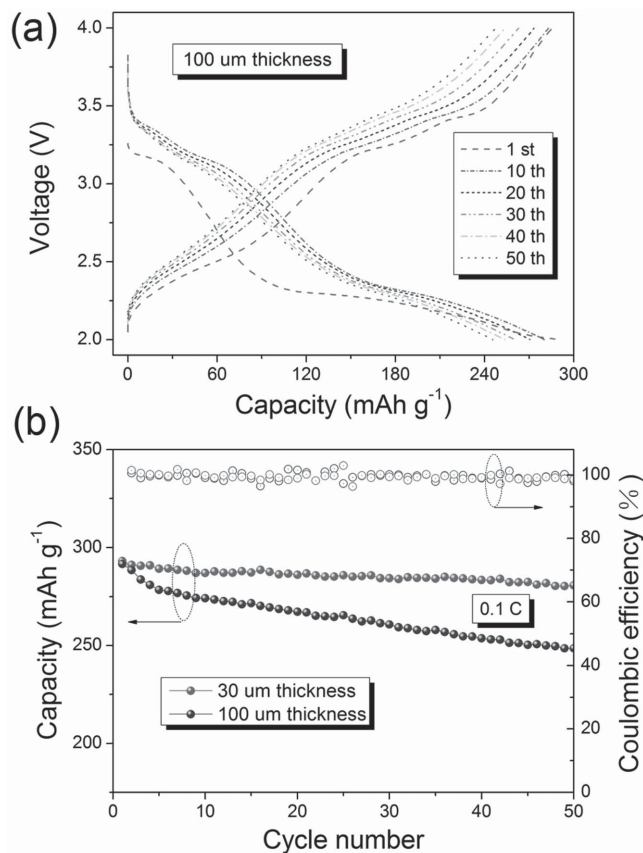 (a)
100 um thickness
Voltage (V)
4.0
3.5
3.0
2.5
2.0
1 st
10 th
20 th
30 th
40 th
50 th
0
60
120
180
240
300
Capacity (mAh g⁻¹)
(b)
Capacity (mAh g⁻¹)
350
300
250
200
100
80
60
40
20
0
Coulombic efficiency (%)
0.1 C
30 um thickness
100 um thickness
0
10
20
30
40
50
Cycle number